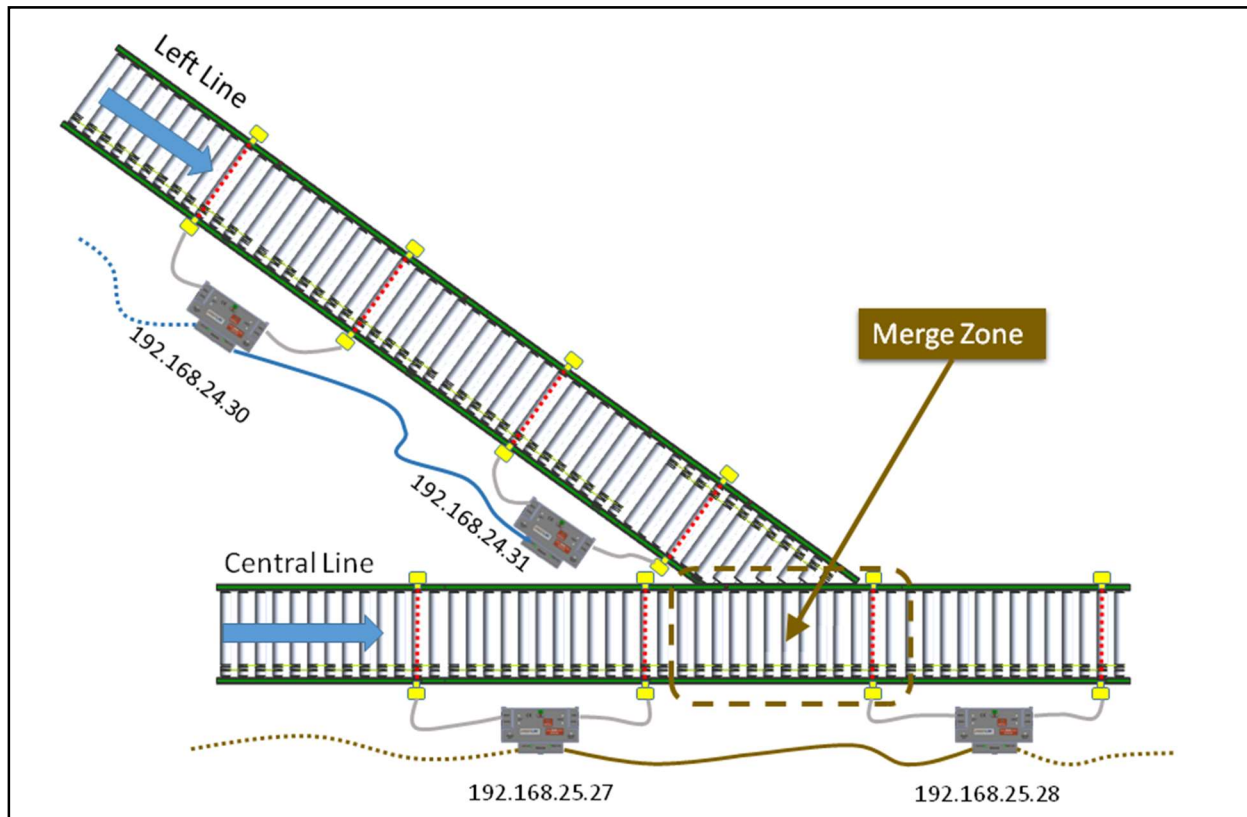 Left Line
192.168.24.30
Merge Zone
192.168.24.31
Central Line
192.168.25.27
192.168.25.28